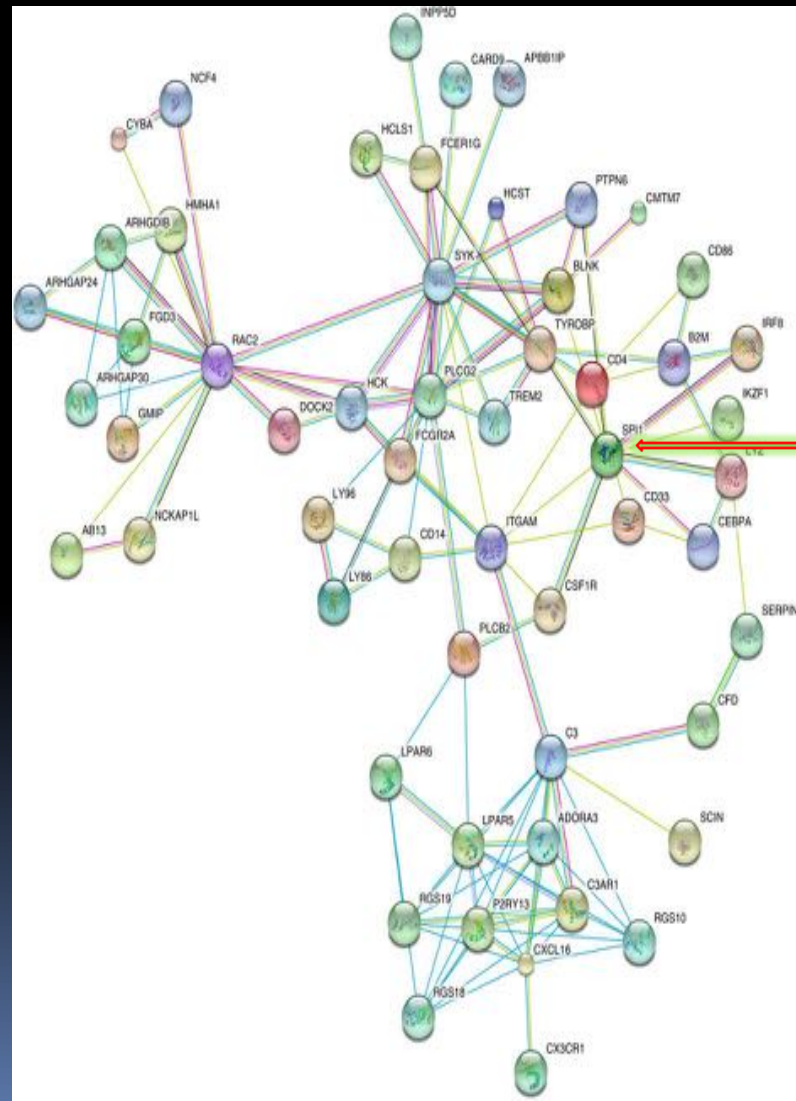 INPP5D
CARD9
APBB1IP
NCF4
CYBA
HCLS1
FCER1G
HCST
PTPN6
CMTM7
HMHA1
ARHGDIB
SYK
BLNK
CD86
ARHGAP24
FGD3
RAC2
TYROBP
CD4
B2M
IRF8
ARHGAP30
HCK
PLCG2
GMIP
DOCK2
TREM2
IKZF1
SPI1
FCGR2A
LY96
CD33
CEBPA
NCKAP1L
CD14
ITGAM
LY86
CSF1R
SERPIN
PLCB2
CFD
C3
LPAR6
LPAR5
ADORA3
SCIN
C3AR1
RGS19
P2RY13
RGS10
CXCL16
RGS18
CX3CR1